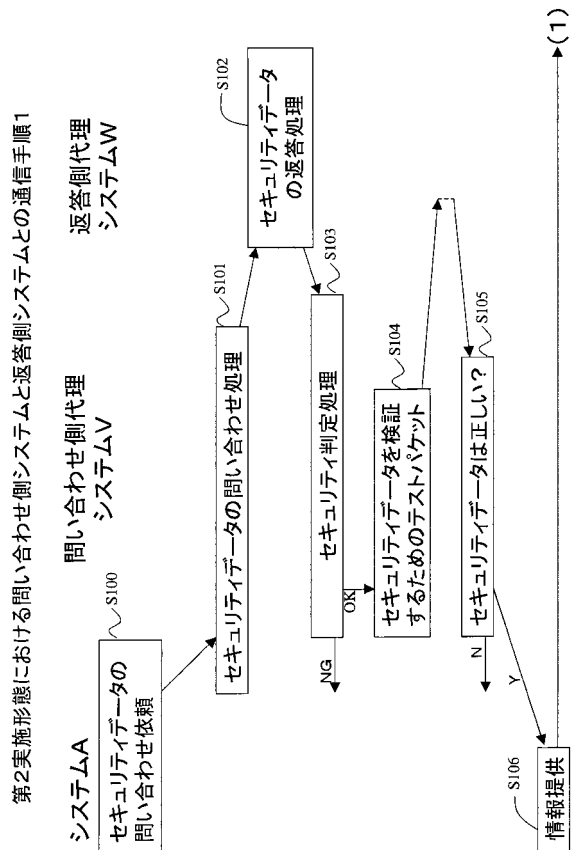 第2実施形態における問い合わせ側システムと返答側システムとの通信手順1
システムA
問い合わせ側代理
システムV
返答側代理
システムW
S100
セキュリティデータの
問い合わせ依頼
S101
セキュリティデータの問い合わせ処理
S102
セキュリティデータ
の返答処理
S103
セキュリティ判定処理
NG
OK
S104
セキュリティデータを検証
するためのテストパケット
S105
セキュリティデータは正しい?
N
Y
S106
情報提供
(1)